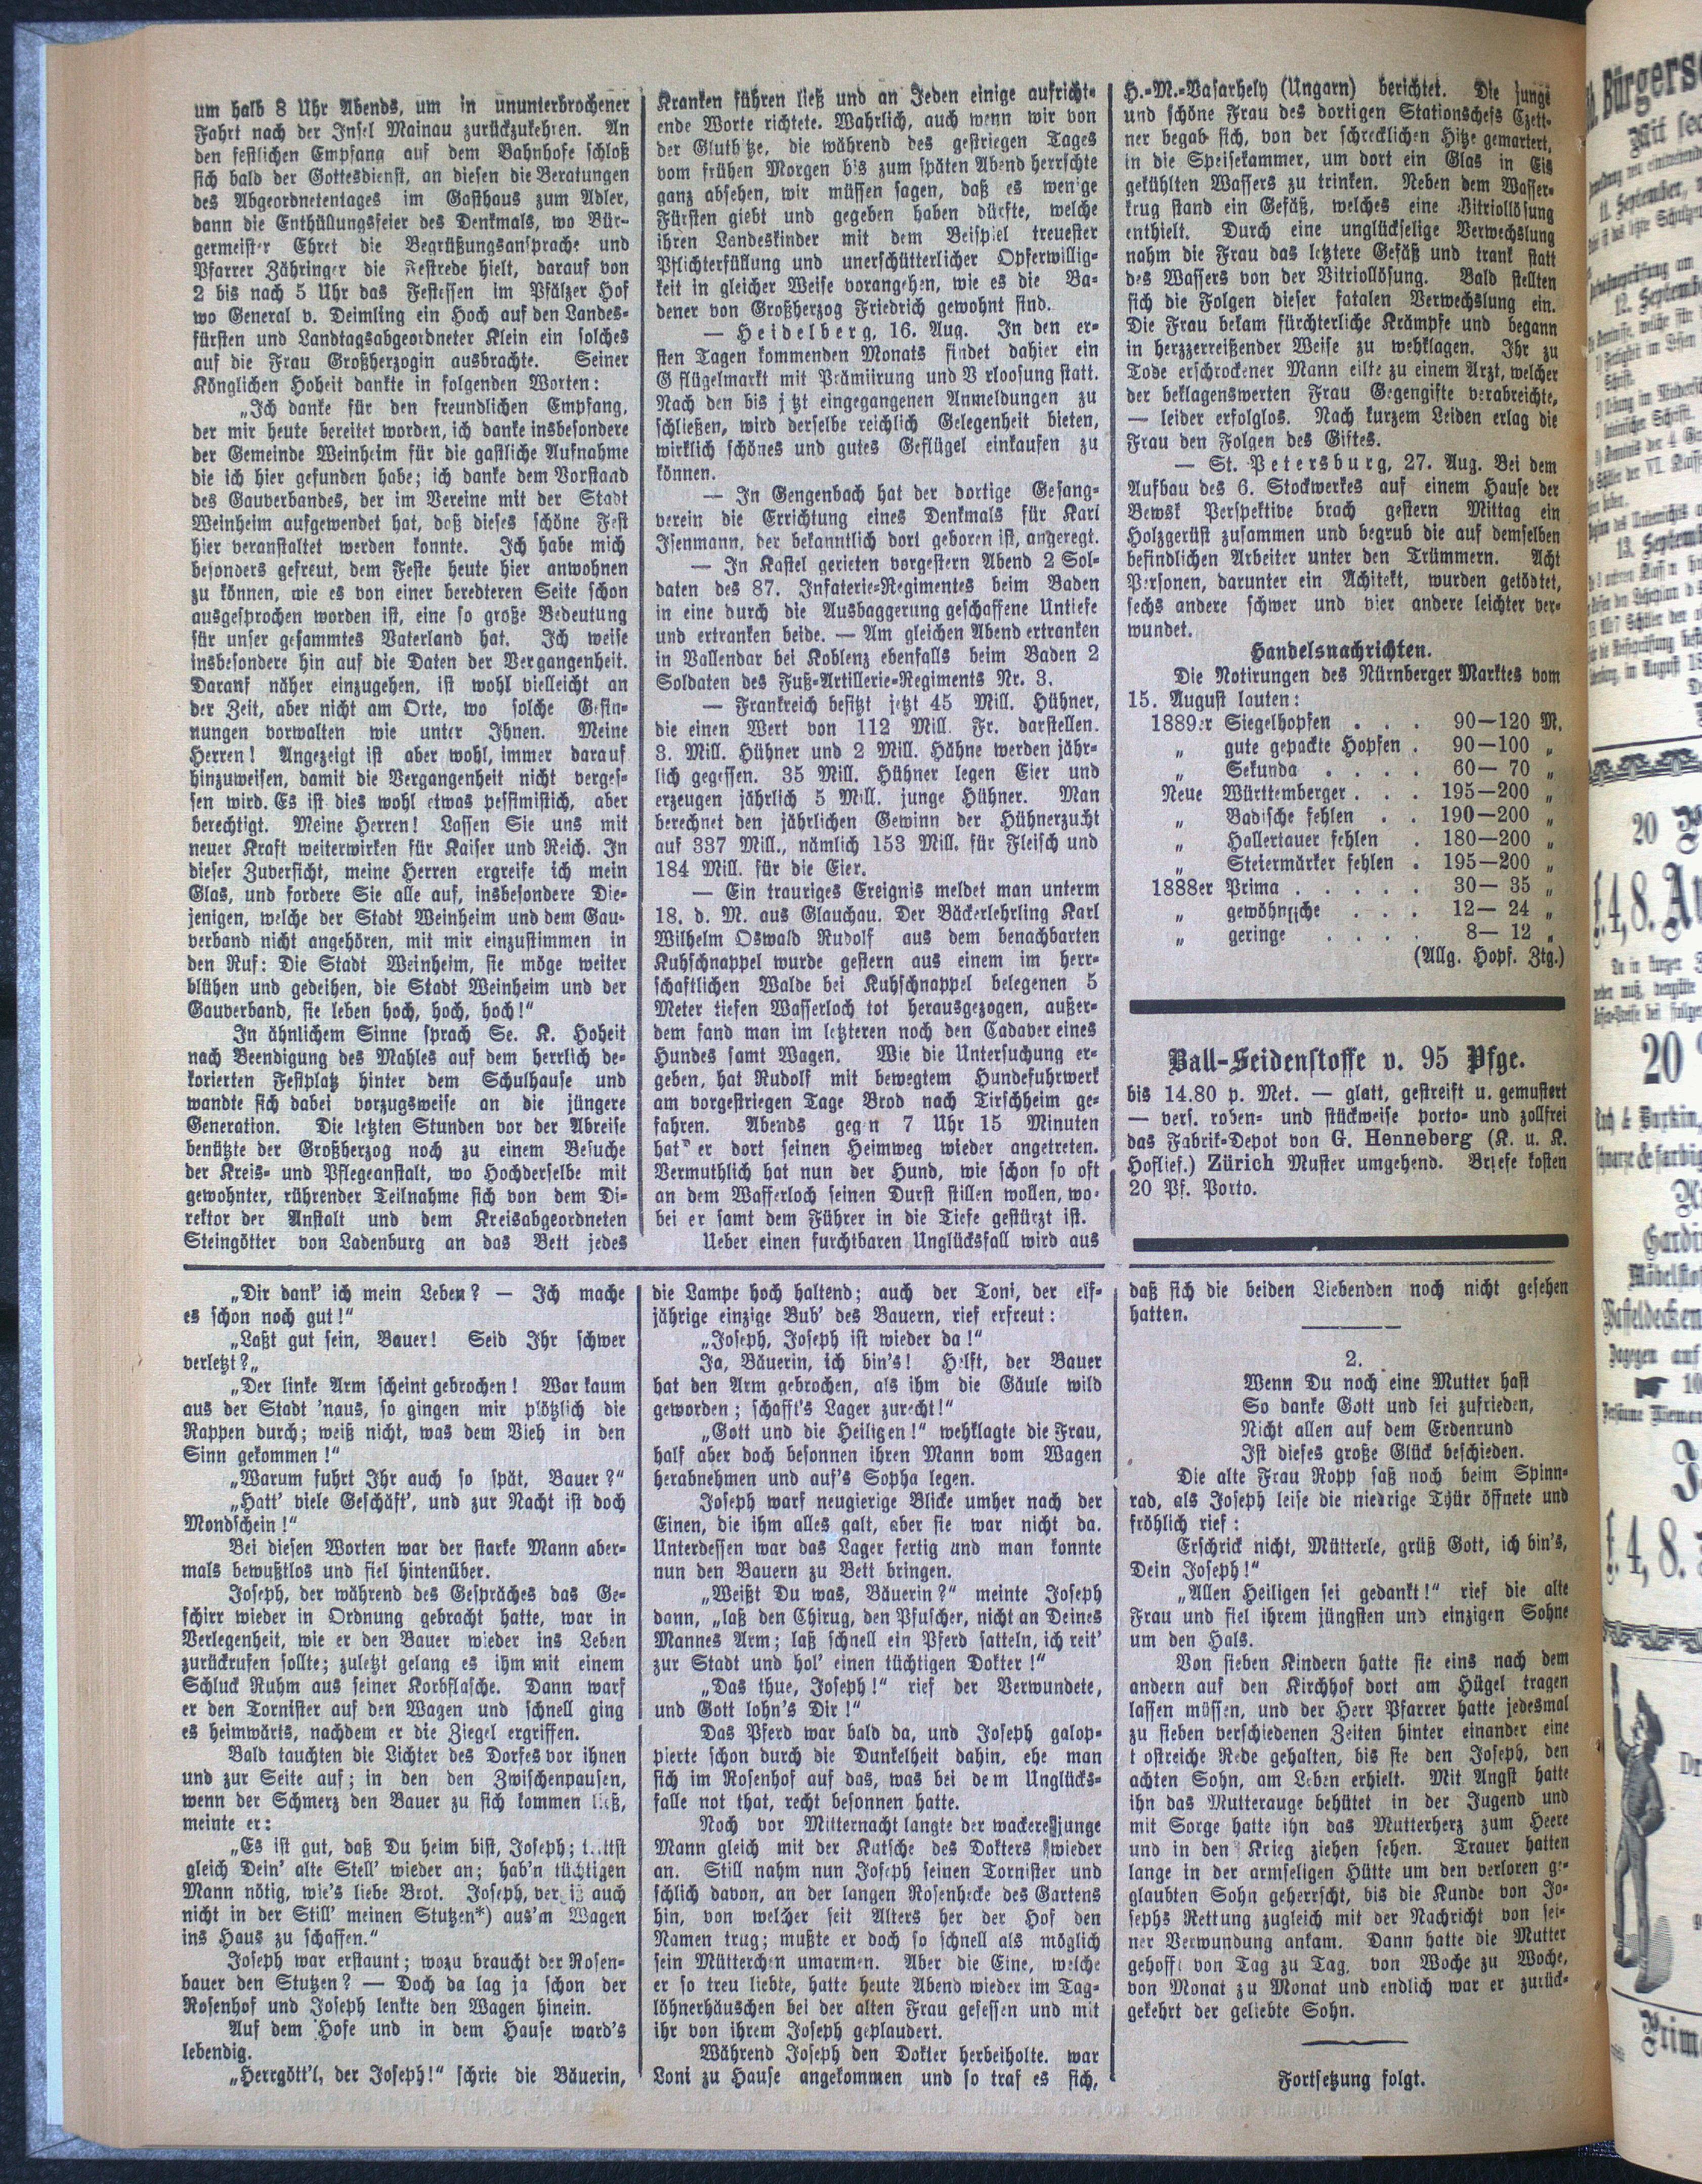 um halb 8 Uhr Abends, um in ununterbrochener
Fahrt nach der Insel Mainau zurückzukehren. An
den festlichen Empfang auf dem Bahnhofe schloß
sich bald der Gottesdienst, an diesen die Beratungen
des Abgeordnetentages im Gasthaus zum Adler,
dann die Enthüllungsfeier des Denkmals, wo Bür-
germeister Ehret die Begrüßungsansprache und
Pfarrer Zähringer die Festrede hielt, darauf von
2 bis nach 5 Uhr das Festessen im Pfälzer Hof
wo General v. Deimling ein Hoch auf den Landes-
fürsten und Landtagsabgeordneter Klein ein solches
auf die Frau Großherzogin ausbrachte. Seiner
Könglichen Hoheit dankte in folgenden Worten:
„Ich danke für den freundlichen Empfang,
der mir heute bereitet worden, ich danke insbesondere
der Gemeinde Weinheim für die gastliche Aufnahme
die ich hier gefunden habe; ich danke dem Vorstand
des Gauverbandes, der im Vereine mit der Stadt
Weinheim aufgewendet hat, daß dieses schöne Fest
hier veranstaltet werden konnte. Ich habe mich
besonders gefreut, dem Feste heute hier anwohnen
zu können, wie es von einer beredteren Seite schon
ausgesprochen worden ist, eine so große Bedeutung
für unser gesammtes Vaterland hat. Ich weise
insbesondere hin auf die Daten der Vergangenheit.
Darauf näher einzugehen, ist wohl vielleicht an
der Zeit, aber nicht am Orte, wo solche Gesin-
nungen vorwalten wie unter Ihnen. Meine
Herren! Angezeigt ist aber wohl, immer darauf
hinzuweisen, damit die Vergangenheit nicht verges-
sen wird. Es ist dies wohl etwas pessimistich, aber
berechtigt. Meine Herren! Lassen Sie uns mit
neuer Kraft weiterwirken für Kaiser und Reich. In
dieser Zuversicht, meine Herren ergreife ich mein
Glas, und fordere Sie alle auf, insbesondere Die-
jenigen, welche der Stadt Weinheim und dem Gau-
verband nicht angehören, mit mir einzustimmen in
den Ruf: Die Stadt Weinheim, sie möge weiter
blühen und gedeihen, die Stadt Weinheim und der
Gauverband, sie leben hoch, hoch, hoch!“
In ähnlichem Sinne sprach Se. K. Hoheit
nach Beendigung des Mahles auf dem herrlich de-
korierten Festplatz hinter dem Schulhause und
wandte sich dabei vorzugsweise an die jüngere
Generation. Die letzten Stunden vor der Abreise
benützte der Großherzog noch zu einem Besuche
der Kreis- und Pflegeanstalt, wo Hochderselbe mit
gewohnter, rührender Teilnahme sich von dem Di-
rektor der Anstalt und dem Kreisabgeordneten
Steingötter von Ladenburg an das Bett jedes
Kranken führen ließ und an Jeden einige aufricht-
ende Worte richtete. Wahrlich, auch wenn wir von
der Gluthitze, die während des gestriegen Tages
vom frühen Morgen bis zum späten Abend herrschte
ganz absehen, wir müssen sagen, daß es wenige
Fürsten giebt und gegeben haben dürfte, welche
ihren Landeskinder mit dem Beispiel treuester
Pflichterfüllung und unerschütterlicher Opferwillig-
keit in gleicher Weise vorangehen, wie es die Ba-
dener von Großherzog Friedrich gewohnt sind.
— Heidelberg, 16. Aug. In den er-
sten Tagen kommenden Monats findet dahier ein
G flügelmarkt mit Prämiirung und V rloosung statt.
Nach den bis j tzt eingegangenen Anmeldungen zu
schließen, wird derselbe reichlich Gelegenheit bieten,
wirklich schönes und gutes Geflügel einkaufen zu
können.
— In Gengenbach hat der dortige Gesang-
verein die Errichtung eines Denkmals für Karl
Isenmann, der bekanntlich dort geboren ist, angeregt.
— In Kastel gerieten vorgestern Abend 2 Sol-
daten des 87. Infaterie-Regimentes beim Baden
in eine durch die Ausbaggerung geschaffene Untiefe
und ertranken beide. — Am gleichen Abend ertranken
in Vallendar bei Koblenz ebenfalls beim Baden 2
Soldaten des Fuß-Artillerie-Regiments Nr. 3.
— Frankreich besitzt jetzt 45 Mill. Hühner,
die einen Wert von 112 Mill. Fr. darstellen.
3. Mill. Hühner und 2 Mill. Hähne werden jähr-
lich gegessen. 35 Mill. Hühner legen Eier und
erzeugen jährlich 5 Mill. junge Hühner. Man
berechnet den jährlichen Gewinn der Hühnerzucht
auf 337 Mill., nämlich 153 Mill. für Fleisch und
184 Mill. für die Eier.
— Ein trauriges Ereignis meldet man unterm
18. d. M. aus Glauchau. Der Bäckerlehrling Karl
Wilhelm Oswald Rudolf aus dem benachbarten
Kuhschnappel wurde gestern aus einem im herr-
schaftlichen Walde bei Kuhschnappel belegenen 5
Meter tiefen Wasserloch tot herausgezogen, außer-
dem fand man im letzteren noch den Cadaver eines
Hundes samt Wagen. Wie die Untersuchung er-
geben, hat Rudolf mit bewegtem Hundefuhrwerk
am vorgestriegen Tage Brod nach Tirschheim ge-
fahren. Abends geg n 7 Uhr 15 Minuten
hat er dort seinen Heimweg wieder angetreten.
Vermuthlich hat nun der Hund, wie schon so oft
an dem Wasserloch seinen Durst stillen wollen, wo-
bei er samt dem Führer in die Tiefe gestürzt ist.
Ueber einen furchtbaren Unglücksfall wird aus
H.-M.-Vasarhely (Ungarn) berichtet. Die junge
und schöne Frau des dortigen Stationschefs Czett-
ner begab sich, von der schrecklichen Hitze gemartert,
in die Speisekammer, um dort ein Glas in Eis
gekühlten Wassers zu trinken. Neben dem Wasser-
krug stand ein Gefäß, welches eine Vitriollösung
enthielt. Durch eine unglückselige Verwechslung
nahm die Frau das letztere Gefäß und trank statt
des Wassers von der Vitriollösung. Bald stellten
sich die Folgen dieser fatalen Verwechslung ein.
Die Frau bekam fürchterliche Krämpfe und begann
in herzzerreißender Weise zu wehklagen. Ihr zu
Tode erschrockener Mann eilte zu einem Arzt, welcher
der beklagenswerten Frau Gegengifte verabreichte,
— leider erfolglos. Nach kurzem Leiden erlag die
Frau den Folgen des Giftes.
— St. Petersburg, 27. Aug. Bei dem
Aufbau des 6. Stockwerkes auf einem Hause der
Bewsk Perspektive brach gestern Mittag ein
Holzgerüst zusammen und begrub die auf demselben
befindlichen Arbeiter unter den Trümmern. Acht
Personen, darunter ein Achitekt, wurden getödtet,
sechs andere schwer und vier andere leichter ver-
wundet.
Handelsnachrichten.
Die Notirungen des Nürnberger Marktes vom
15. August lauten:
1889er Siegelhopfen . . . 90—120 M.
„ gute gepackte Hopfen . 90—100 „
„ Sekunda . . . . 60— 70 „
Neue Württemberger . . . 195—200 „
„ Badische fehlen . . 190—200 „
„ Hallertauer fehlen . 180—200 „
„ Steiermärker fehlen . 195—200 „
1888er Prima . . . . . 30— 35 „
„ gewöhnliche . . . 12— 24 „
„ geringe . . . . 8— 12 „
(Allg. Hopf. Ztg.)
Ball-Seidenstoffe v. 95 Pfge.
bis 14.80 p. Met. — glatt, gestreift u. gemustert
— vers. roben- und stückweise porto- und zollfrei
das Fabrik-Depot von G. Henneberg (K. u. K.
Hoflief.) Zürich Muster umgehend. Briefe kosten
20 Pf. Porto.
„Dir dank' ich mein Leben? — Ich mache
es schon noch gut!“
„Laßt gut sein, Bauer! Seid Ihr schwer
verletzt?„
„Der linke Arm scheint gebrochen! War kaum
aus der Stadt 'naus, so gingen mir plötzlich die
Rappen durch; weiß nicht, was dem Vieh in den
Sinn gekommen!“
„Warum fuhrt Ihr auch so spät, Bauer?“
„Hatt' viele Geschäft', und zur Nacht ist doch
Mondschein!“
Bei diesen Worten war der starke Mann aber-
mals bewußtlos und fiel hintenüber.
Joseph, der während des Gespräches das Ge-
schirr wieder in Ordnung gebracht hatte, war in
Verlegenheit, wie er den Bauer wieder ins Leben
zurückrufen sollte; zuletzt gelang es ihm mit einem
Schluck Ruhm aus seiner Korbflasche. Dann warf
er den Tornister auf den Wagen und schnell ging
es heimwärts, nachdem er die Ziegel ergriffen.
Bald tauchten die Lichter des Dorfes vor ihnen
und zur Seite auf; in den den Zwischenpausen,
wenn der Schmerz den Bauer zu sich kommen ließ,
meinte er:
„Es ist gut, daß Du heim bist, Joseph;
gleich Dein' alte Stell' wieder an; hab'n tüchtigen
Mann nötig, wie's liebe Brot. Joseph, auch
nicht in der Still' meinen Stutzen*) aus'm Wagen
ins Haus zu schaffen.“
Joseph war erstaunt; wozu braucht der Rosen-
bauer den Stutzen? — Doch da lag ja schon der
Rosenhof und Joseph lenkte den Wagen hinein.
Auf dem Hofe und in dem Hause ward's
lebendig.
„Herrgött'l, der Joseph!“ schrie die Bäuerin,
die Lampe hoch haltend; auch der Toni, der elf-
jährige einzige Bub' des Bauern, rief erfreut:
„Joseph, Joseph ist wieder da!“
Ja, Bäuerin, ich bin's! Helft, der Bauer
hat den Arm gebrochen, als ihm die Gäule wild
geworden; schafft's Lager zurecht!“
„Gott und die Heiligen!“ wehklagte die Frau,
half aber doch besonnen ihren Mann vom Wagen
herabnehmen und auf's Sopha legen.
Joseph warf neugierige Blicke umher nach der
Einen, die ihm alles galt, aber sie war nicht da.
Unterdessen war das Lager fertig und man konnte
nun den Bauern zu Bett bringen.
„Weißt Du was, Bäuerin?“ meinte Joseph
dann, „laß den Chirug, den Pfuscher, nicht an Deines
Mannes Arm; laß schnell ein Pferd satteln, ich reit'
zur Stadt und hol' einen tüchtigen Dokter!“
„Das thue, Joseph!“ rief der Verwundete,
und Gott lohn's Dir!“
Das Pferd war bald da, und Joseph galop-
pierte schon durch die Dunkelheit dahin, ehe man
sich im Rosenhof auf das, was bei dem Unglücks-
falle not that, recht besonnen hatte.
Noch vor Mitternacht langte der wackere junge
Mann gleich mit der Kutsche des Dokters wieder
an. Still nahm nun Joseph seinen Tornister und
schlich davon, an der langen Rosenhecke des Gartens
hin, von welcher seit Alters her der Hof den
Namen trug; mußte er doch so schnell als möglich
sein Mütterchen umarmen. Aber die Eine, welche
er so treu liebte, hatte heute Abend wieder im Tag-
löhnerhäuschen bei der alten Frau gesessen und mit
ihr von ihrem Joseph geplaudert.
Während Joseph den Dokter herbeiholte. war
Loni zu Hause angekommen und so traf es sich,
daß sich die beiden Liebenden noch nicht gesehen
hatten.
2.
Wenn Du noch eine Mutter hast
So danke Gott und sei zufrieden,
Nicht allen auf dem Erdenrund
Ist dieses große Glück beschieden.
Die alte Frau Ropp saß noch beim Spinn-
rad, als Joseph leise die niedrige Thür öffnete und
fröhlich rief:
Erschrick nicht, Mütterle, grüß Gott, ich bin's,
Dein Joseph!“
„Allen Heiligen sei gedankt!“ rief die alte
Frau und fiel ihrem jüngsten und einzigen Sohne
um den Hals.
Von sieben Kindern hatte sie eins nach dem
andern auf den Kirchhof dort am Hügel tragen
lassen müssen, und der Herr Pfarrer hatte jedesmal
zu sieben verschiedenen Zeiten hinter einander eine
t ostreiche Rede gehalten, bis sie den Joseph, den
achten Sohn, am Leben erhielt. Mit Angst hatte
ihn das Mutterauge behütet in der Jugend und
mit Sorge hatte ihn das Mutterherz zum Heere
und in den Krieg ziehen sehen. Trauer hatten
lange in der armseligen Hütte um den verloren ge-
glaubten Sohn geherrscht, bis die Kunde von Jo-
sephs Rettung zugleich mit der Nachricht von sei-
ner Verwundung ankam. Dann hatte die Mutter
gehofft von Tag zu Tag, von Woche zu Woche,
von Monat zu Monat und endlich war er zurück-
gekehrt der geliebte Sohn.
Fortsetzung folgt.